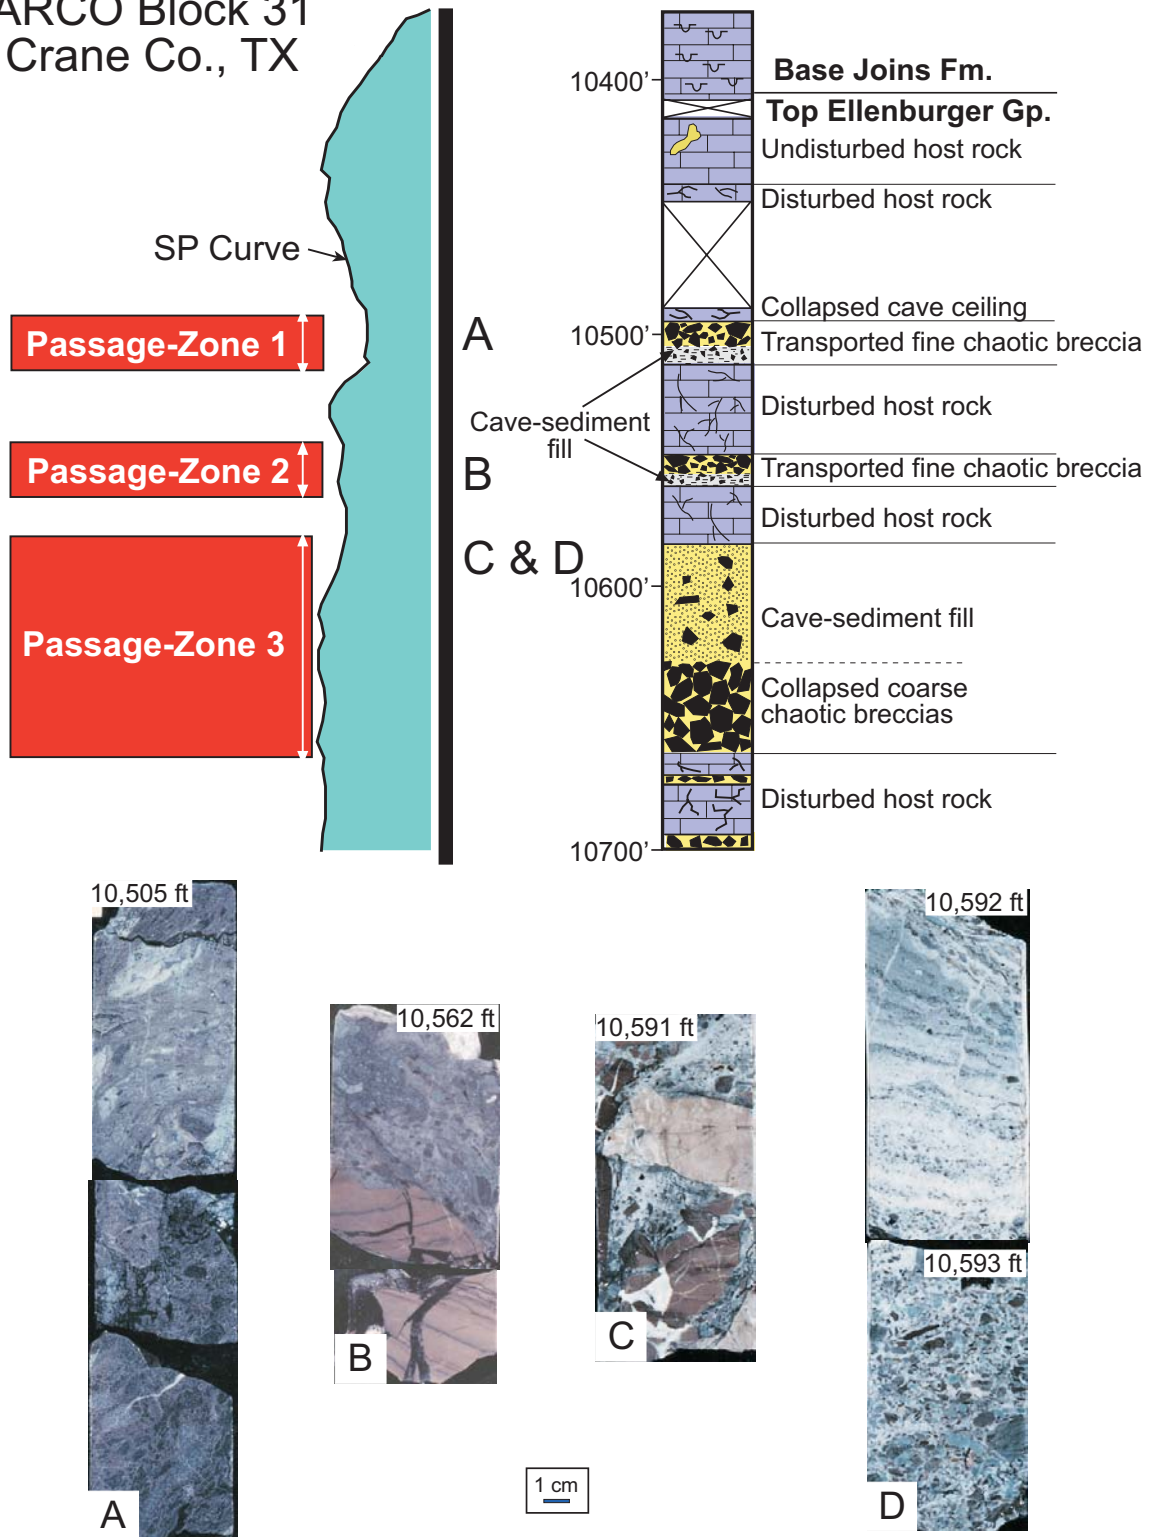 ARCO Block 31
Crane Co., TX
SP Curve
Passage-Zone 1
Passage-Zone 2
Passage-Zone 3
A
B
C & D
Cave-sediment
fill
10400’
10500’
10600’
10700’
Base Joins Fm.
Top Ellenburger Gp.
Undisturbed host rock
Disturbed host rock
Collapsed cave ceiling
Transported fine chaotic breccia
Disturbed host rock
Transported fine chaotic breccia
Disturbed host rock
Cave-sediment fill
Collapsed coarse
chaotic breccias
Disturbed host rock
10,505 ft
A
10,562 ft
B
10,591 ft
C
10,592 ft
10,593 ft
D
1 cm